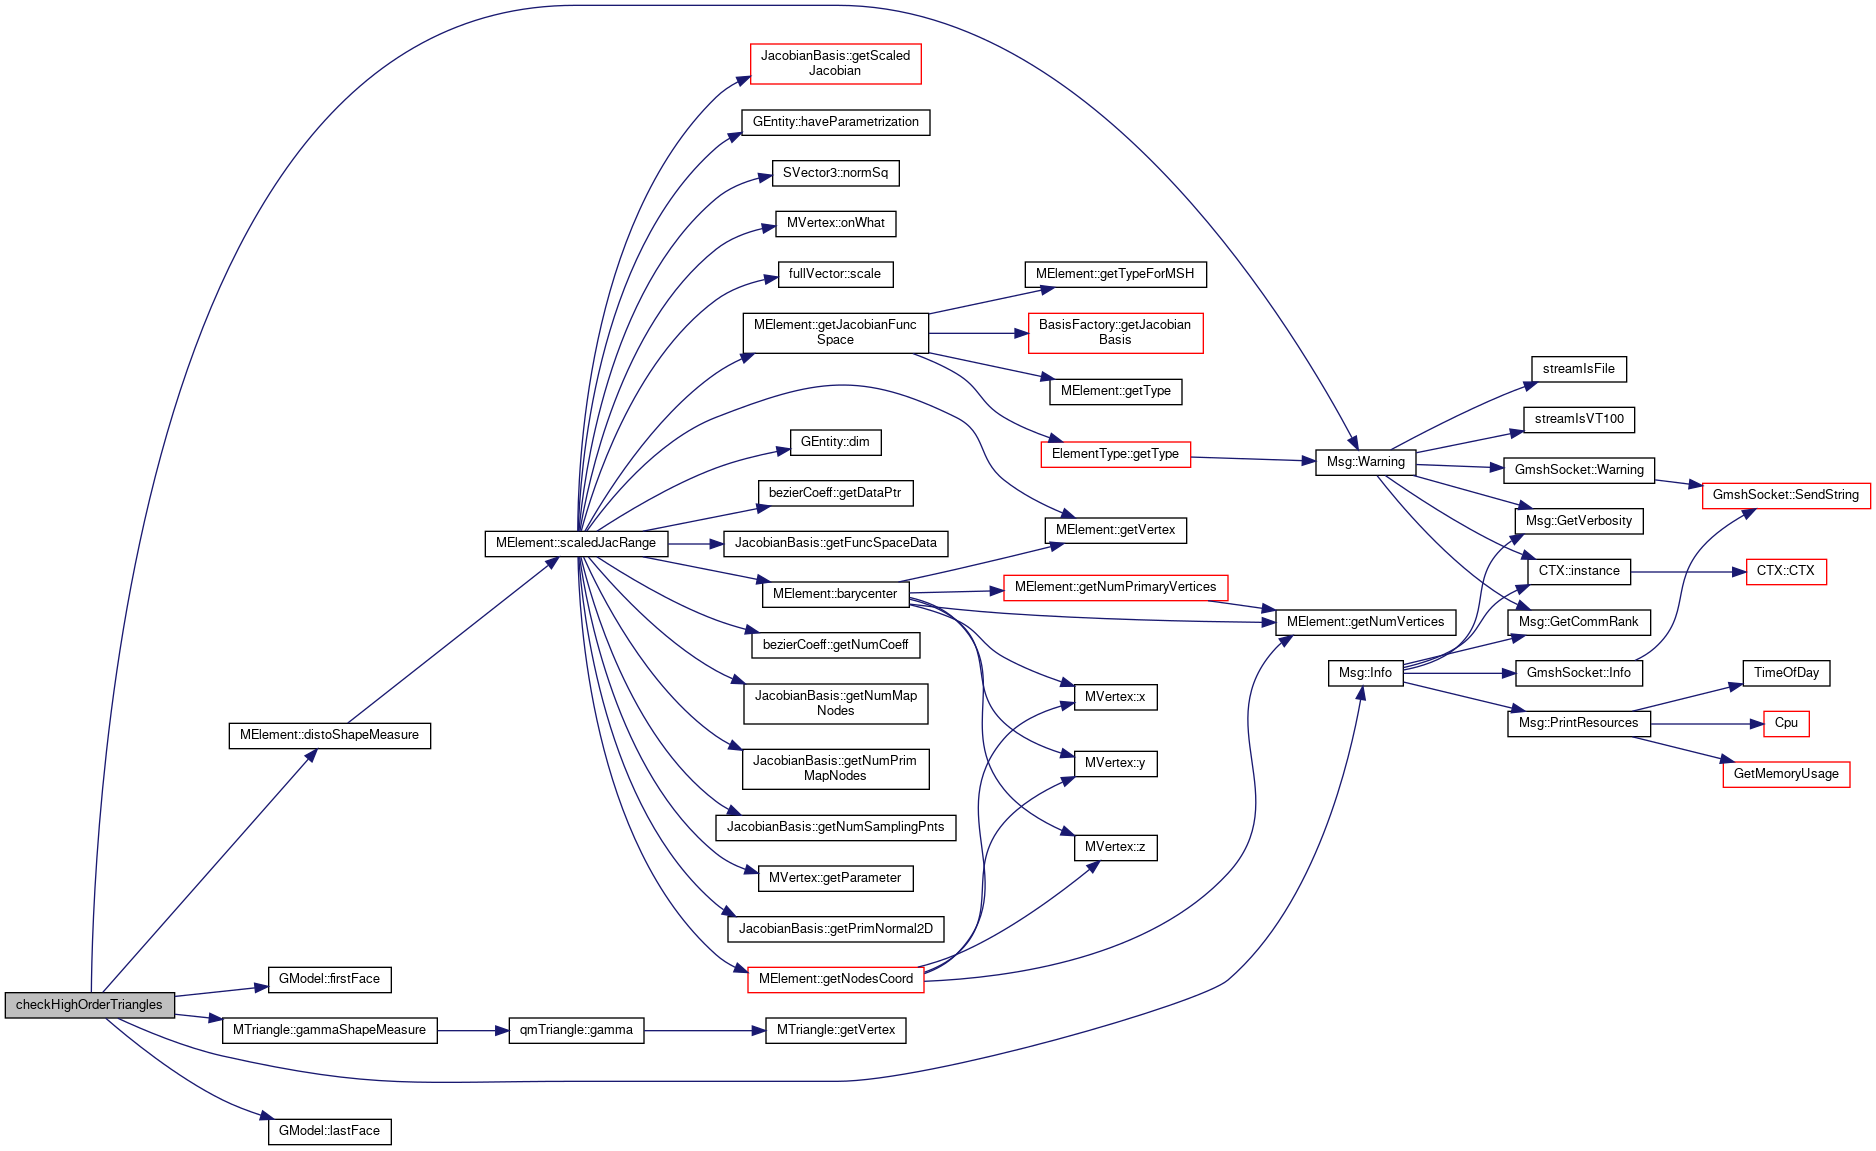 checkHighOrderTriangles
MElement::distoShapeMeasure
GModel::firstFace
MTriangle::gammaShapeMeasure
GModel::lastFace
MElement::scaledJacRange
qmTriangle::gamma
JacobianBasis::getScaled
Jacobian
GEntity::haveParametrization
SVector3::normSq
MVertex::onWhat
fullVector::scale
MElement::getJacobianFunc
Space
GEntity::dim
bezierCoeff::getDataPtr
JacobianBasis::getFuncSpaceData
MElement::barycenter
bezierCoeff::getNumCoeff
JacobianBasis::getNumMap
Nodes
JacobianBasis::getNumPrim
MapNodes
JacobianBasis::getNumSamplingPnts
MVertex::getParameter
JacobianBasis::getPrimNormal2D
MElement::getNodesCoord
MTriangle::getVertex
MElement::getTypeForMSH
BasisFactory::getJacobian
Basis
MElement::getType
ElementType::getType
MElement::getVertex
MElement::getNumPrimaryVertices
MVertex::x
MVertex::y
MVertex::z
MElement::getNumVertices
Msg::Warning
Msg::Info
streamIsFile
streamIsVT100
GmshSocket::Warning
Msg::GetVerbosity
CTX::instance
Msg::GetCommRank
GmshSocket::Info
Msg::PrintResources
GmshSocket::SendString
CTX::CTX
TimeOfDay
Cpu
GetMemoryUsage